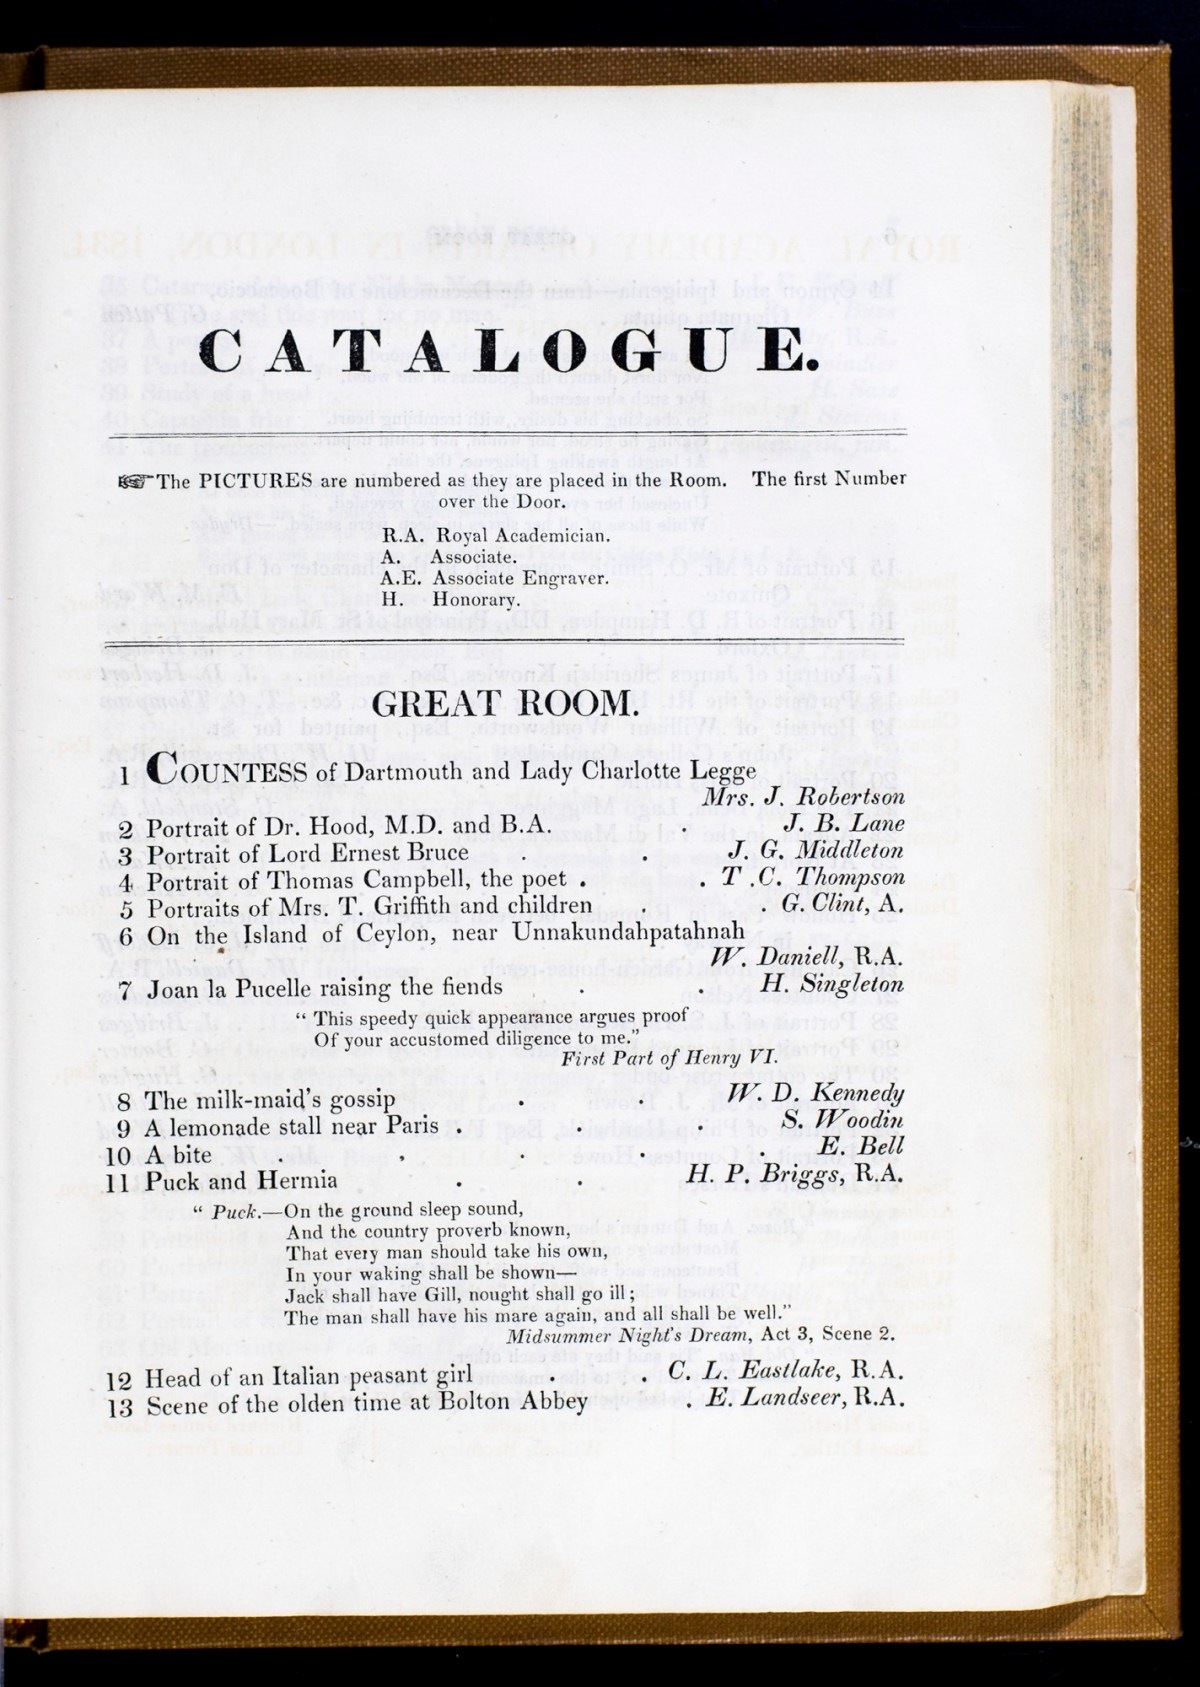 CATALOGUE.
☞ The PICTURES are numbered as they are placed in the Room. The first Number
over the Door.
R.A. Royal Academician.
A. Associate.
A.E. Associate Engraver.
H. Honorary.
GREAT ROOM.
1 COUNTESS of Dartmouth and Lady Charlotte Legge
Mrs. J. Robertson
2 Portrait of Dr. Hood, M.D. and B.A. . J. B. Lane
3 Portrait of Lord Ernest Bruce . . J. G. Middleton
4 Portrait of Thomas Campbell, the poet . . T .C. Thompson
5 Portraits of Mrs. T. Griffith and children . G. Clint, A.
6 On the Island of Ceylon, near Unnakundahpatahnah
W. Daniell, R.A.
7 Joan la Pucelle raising the fiends . . H. Singleton
“ This speedy quick appearance argues proof
Of your accustomed diligence to me.”
First Part of Henry VI.
8 The milk-maid's gossip . . W. D. Kennedy
9 A lemonade stall near Paris . . . S. Woodin
10 A bite . . . . . E. Bell
11 Puck and Hermia . . H. P. Briggs, R.A.
“ Puck.—On the ground sleep sound,
And the country proverb known,
That every man should take his own,
In your waking shall be shown—
Jack shall have Gill, nought shall go ill;
The man shall have his mare again, and all shall be well.”
Midsummer Night's Dream, Act 3, Scene 2.
12 Head of an Italian peasant girl . . C. L. Eastlake, R.A.
13 Scene of the olden time at Bolton Abbey . E. Landseer, R.A.